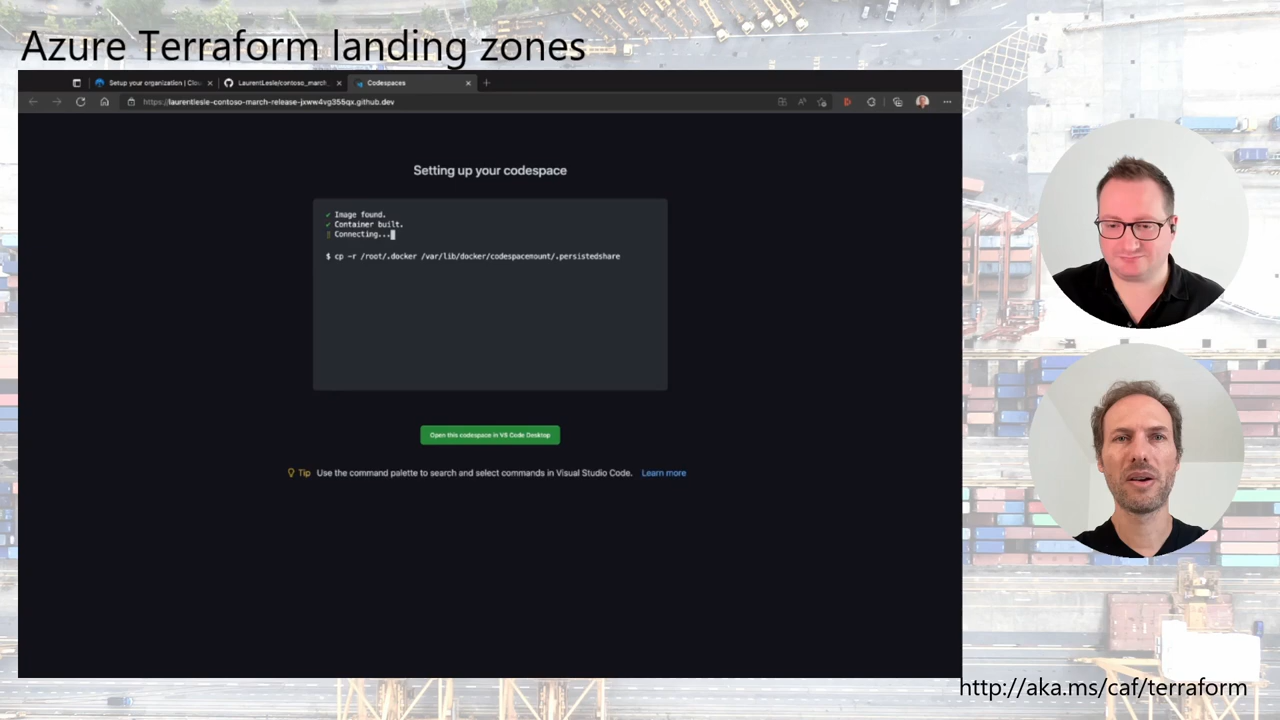 Azure Terraform landing zones
Setup your organization | Clou
LaurentLesle/contoso_march_
Codespaces
https://laurentlesle-contoso-march-release-jxww4vg355qx.github.dev
Setting up your codespace
✓ Image found.
✓ Container built.
Connecting...
$ cp -r /root/.docker /var/lib/docker/codespacemount/.persistedshare
Open this codespace in VS Code Desktop
Tip Use the command palette to search and select commands in Visual Studio Code. Learn more
http://aka.ms/caf/terraform